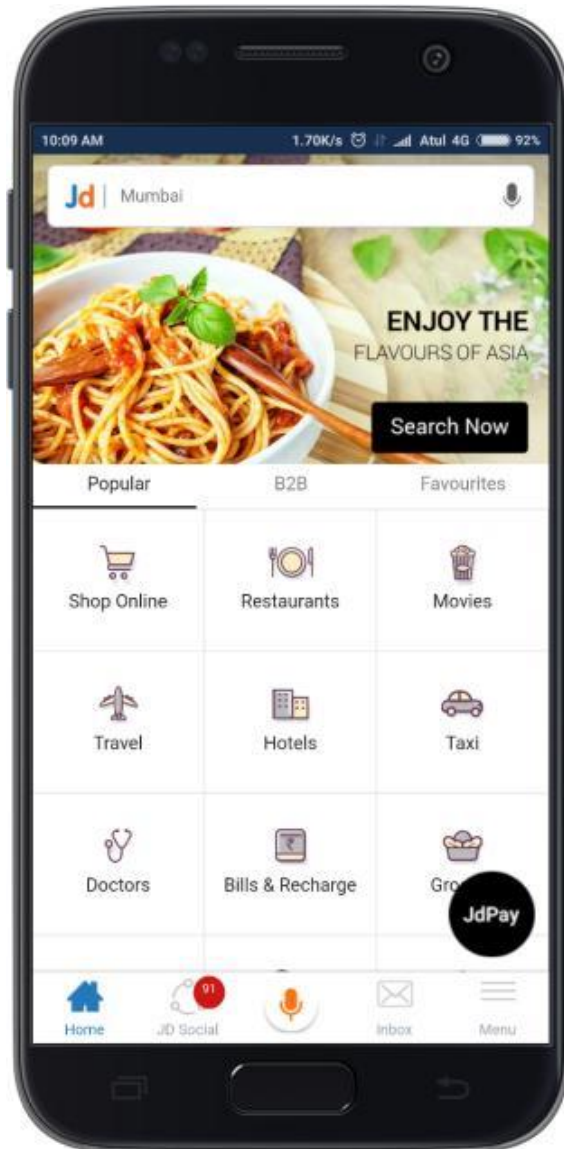 10:09 AM 1.70K/s Atul 4G 92%
Jd | Mumbai
ENJOY THE
FLAVOURS OF ASIA
Search Now
Popular B2B Favourites
Shop Online Restaurants Movies
Travel Hotels Taxi
Doctors Bills & Recharge Gro
JdPay
91
Home JD Social Inbox Menu